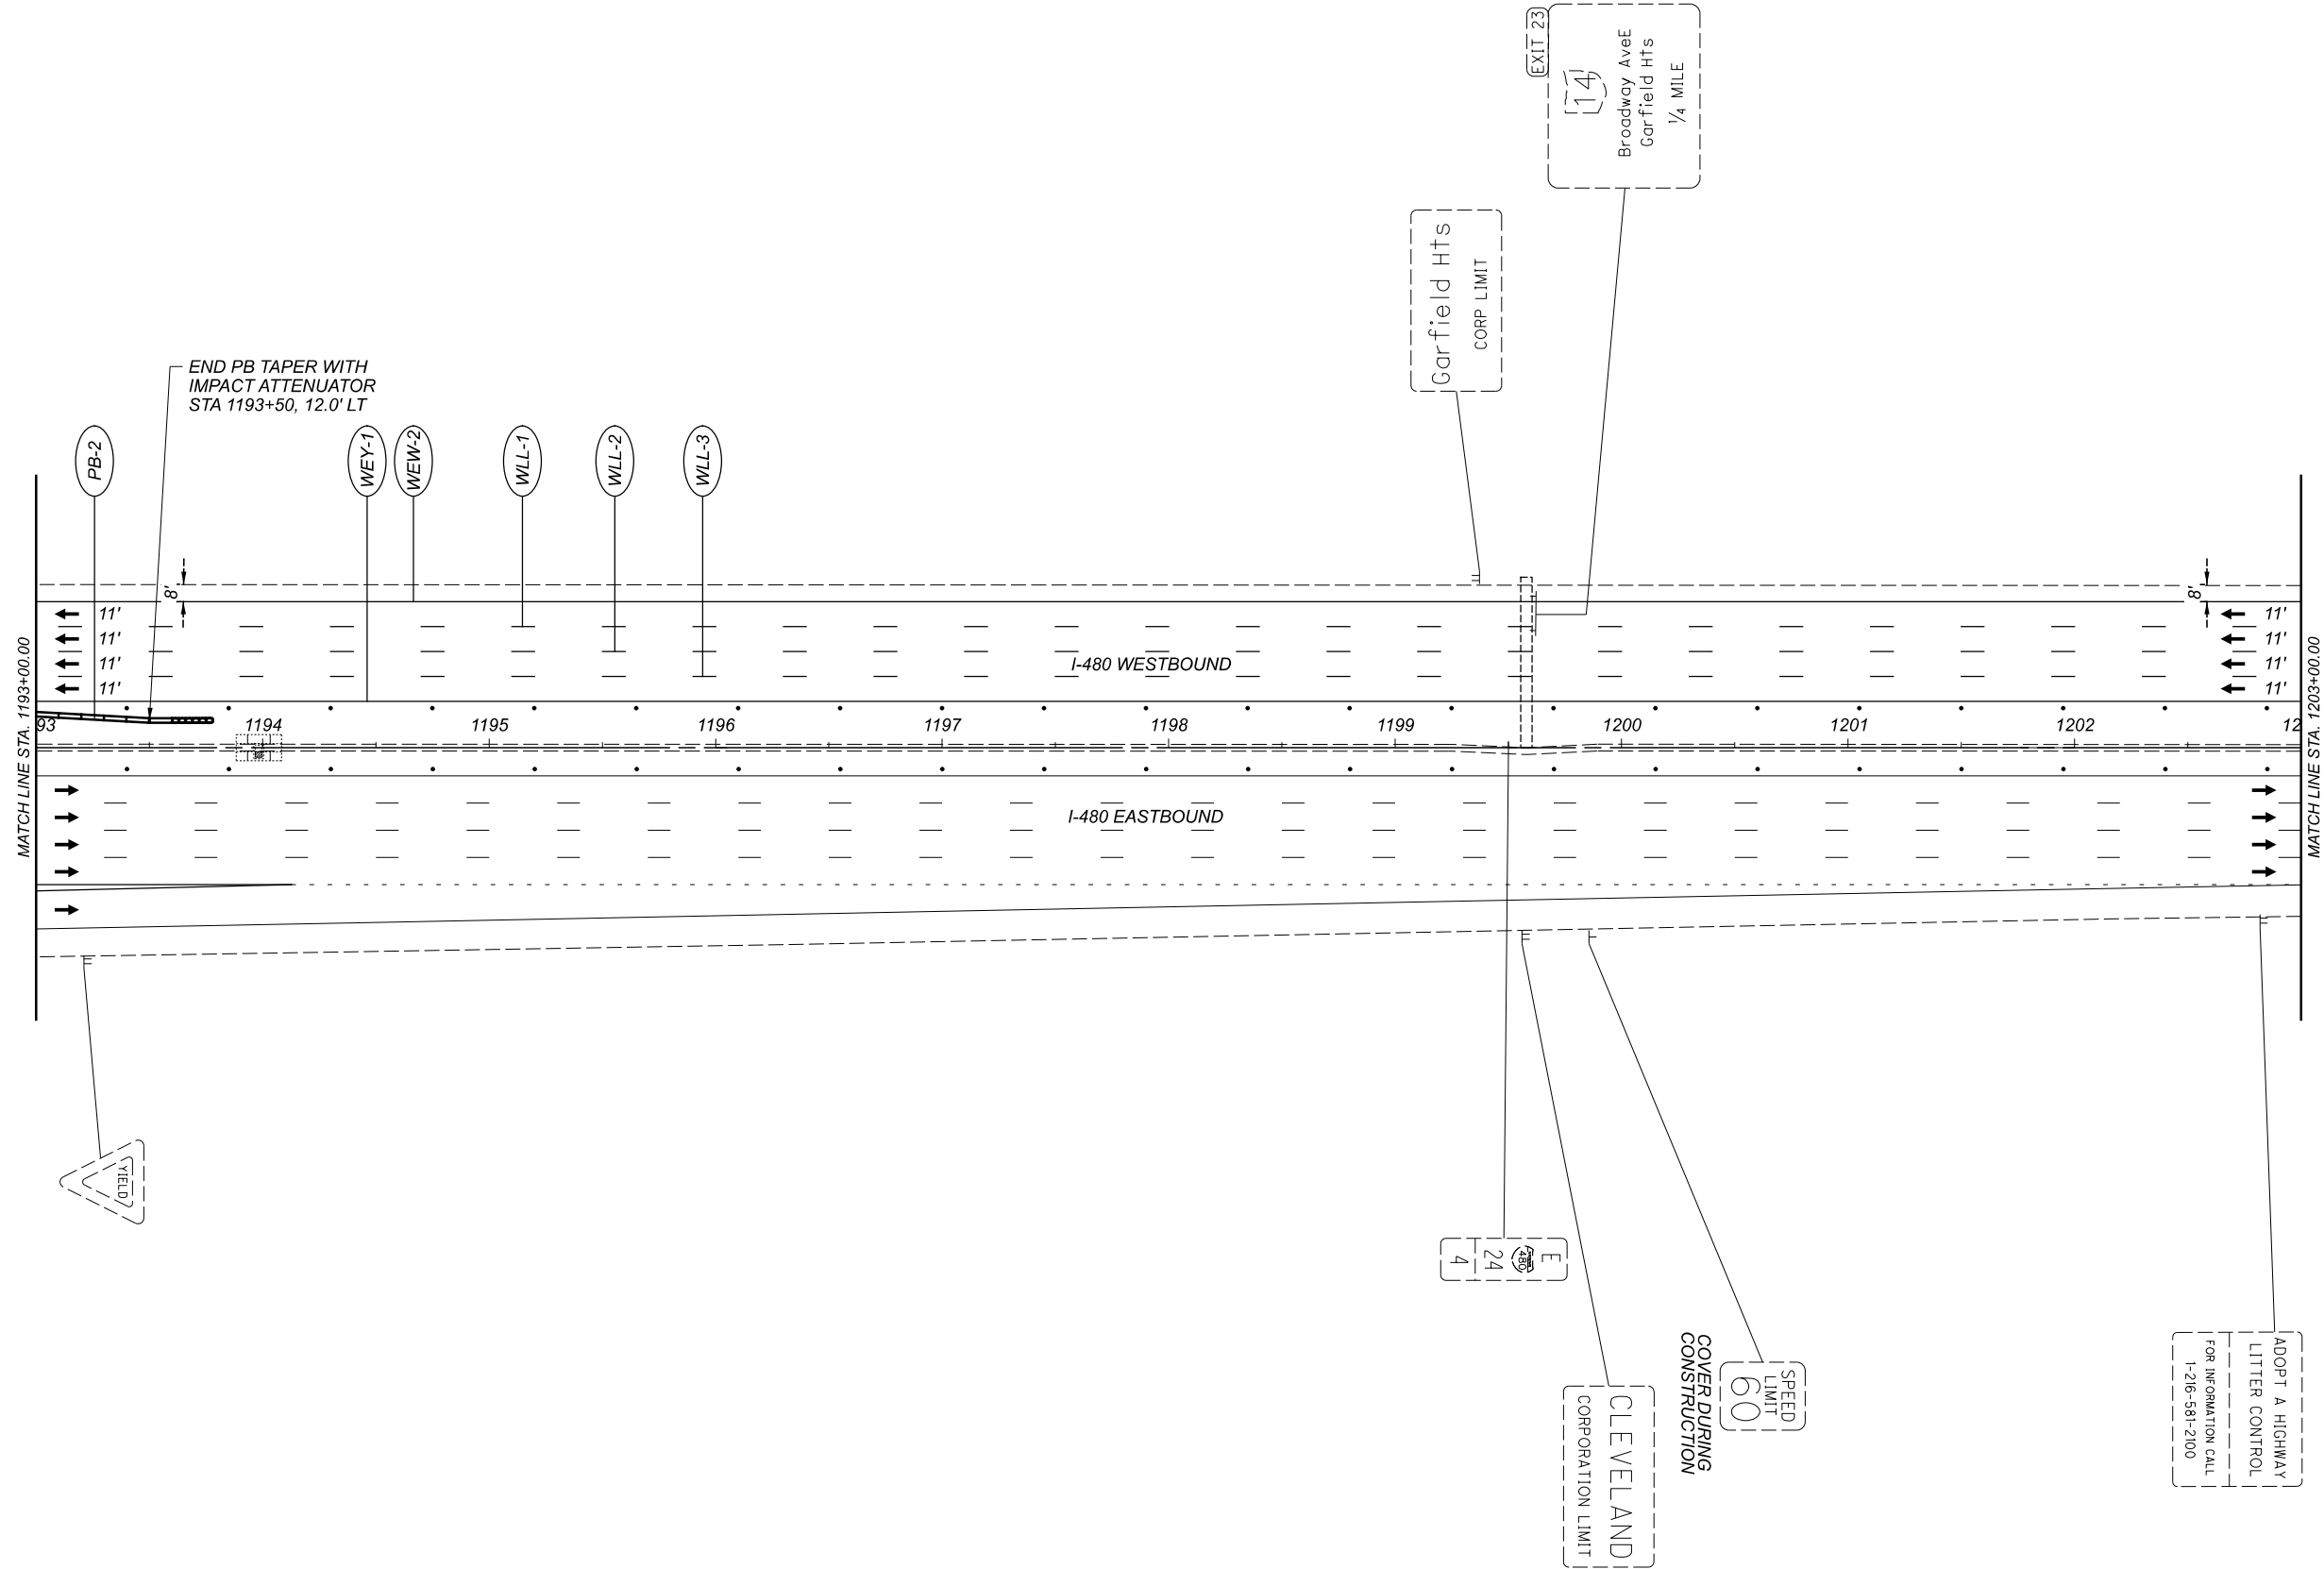 EXIT 23
14
Broadway AveE
Garfield Hts
¼ MILE
Garfield Hts
CORP LIMIT
END PB TAPER WITH
IMPACT ATTENUATOR
STA 1193+50, 12.0' LT
PB-2
WEY-1
WEW-2
WLL-1
WLL-2
WLL-3
8'
8'
11'
11'
11'
11'
11'
11'
11'
11'
I-480 WESTBOUND
MATCH LINE STA. 1193+00.00
MATCH LINE STA. 1203+00.00
93
1194
1195
1196
1197
1198
1199
1200
1201
1202
12
I-480 EASTBOUND
YIELD
E
480
24
4
COVER DURING
CONSTRUCTION
SPEED
LIMIT
60
CLEVELAND
CORPORATION LIMIT
ADOPT A HIGHWAY
LITTER CONTROL
FOR INFORMATION CALL
1-216-581-2100